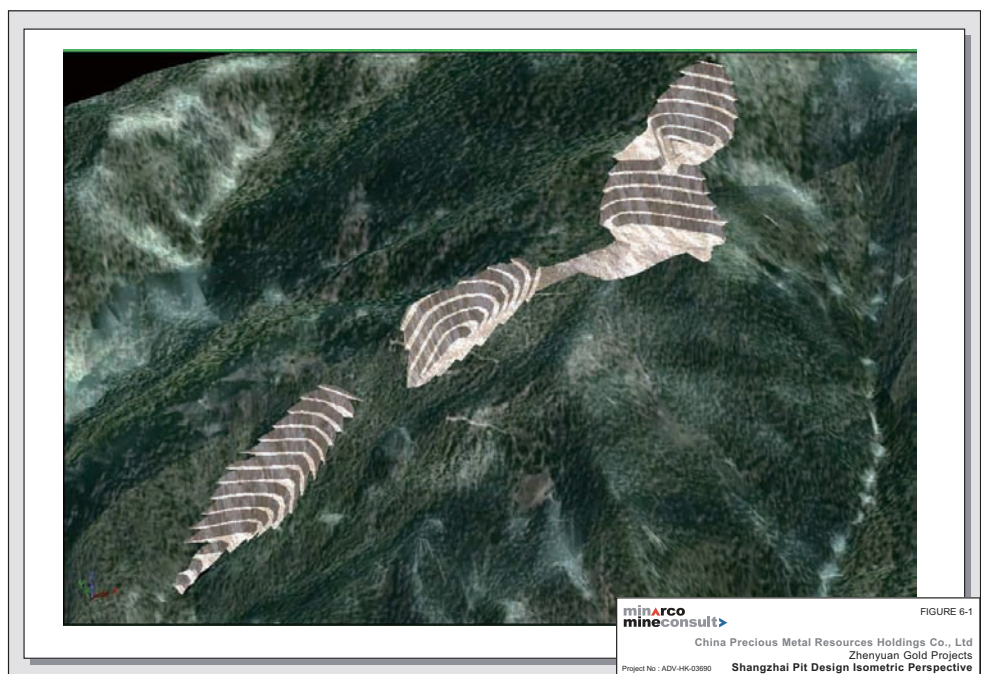 minarco
mineconsult
FIGURE 6-1
China Precious Metal Resources Holdings Co., Ltd
Zhenyuan Gold Projects
Project No : ADV-HK-03690
Shangzhai Pit Design Isometric Perspective